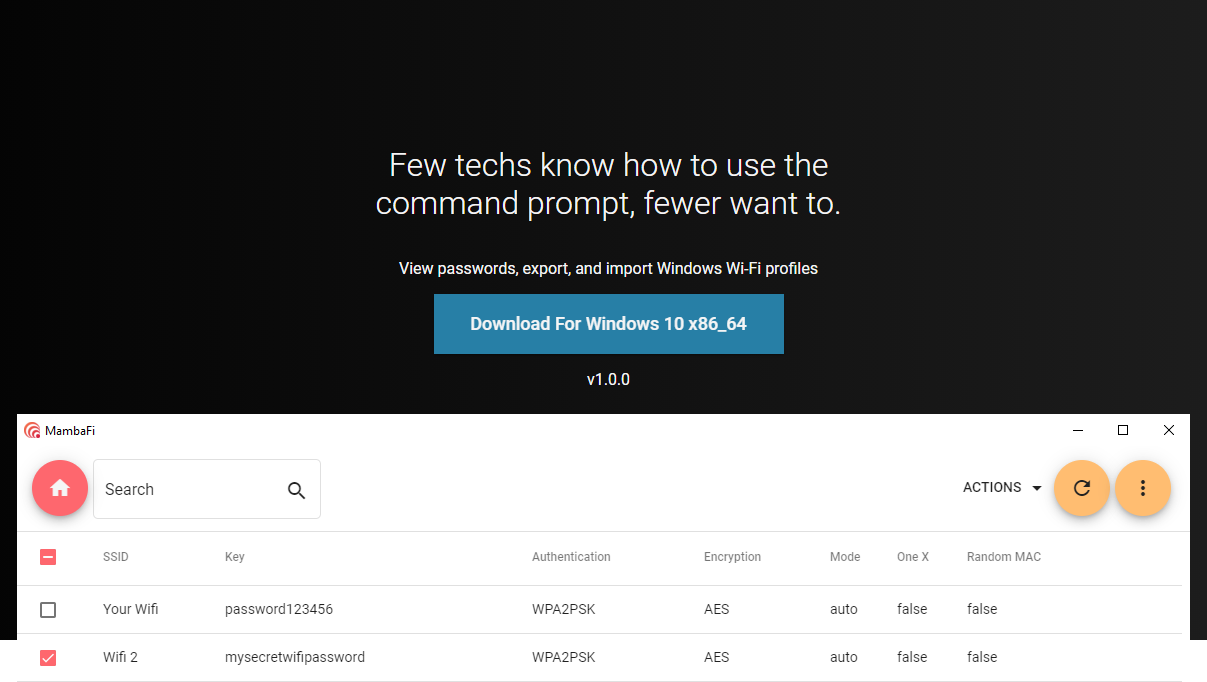 Few techs know how to use the
command prompt, fewer want to.
View passwords, export, and import Windows Wi-Fi profiles
Download For Windows 10 x86_64
v1.0.0
MambaFi
Search
ACTIONS
SSID Key Authentication Encryption Mode One X Random MAC
Your Wifi password123456 WPA2PSK AES auto false false
Wifi 2 mysecretwifipassword WPA2PSK AES auto false false